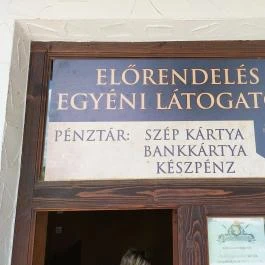 ELŐRENDELÉS
EGYÉNI LÁTOGAT
PÉNZTÁR: SZÉP KÁRTYA
BANKKÁRTYA
KÉSZPÉNZ